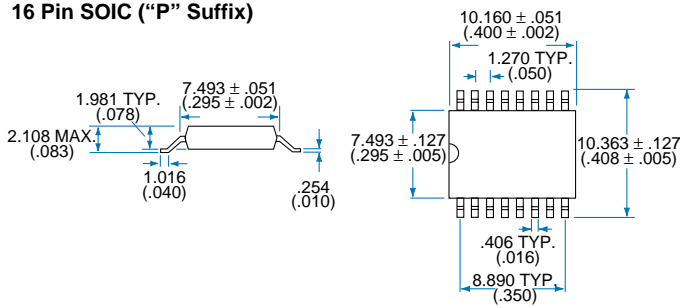 16 Pin SOIC (“P” Suffix)
10.160 ± .051
(.400 ± .002)
1.270 TYP.
(.050)
7.493 ± .051
(.295 ± .002)
1.981 TYP.
(.078)
2.108 MAX.
(.083)
1.016
(.040)
.254
(.010)
7.493 ± .127
(.295 ± .005)
10.363 ± .127
(.408 ± .005)
.406 TYP.
(.016)
8.890 TYP.
(.350)